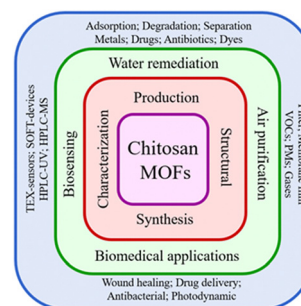 Adsorption; Degradation; Separation
Metals; Drugs; Antibiotics; Dyes
Water remediation
Production
TEX-sensors; SOFT-devices
HPLC-UV; HPLC-MS
Biosensing
Characterization
Chitosan
MOFs
Structural
Air purification
VOCs; PMs; Gases
Synthesis
Biomedical applications
Wound healing; Drug delivery;
Antibacterial; Photodynamic